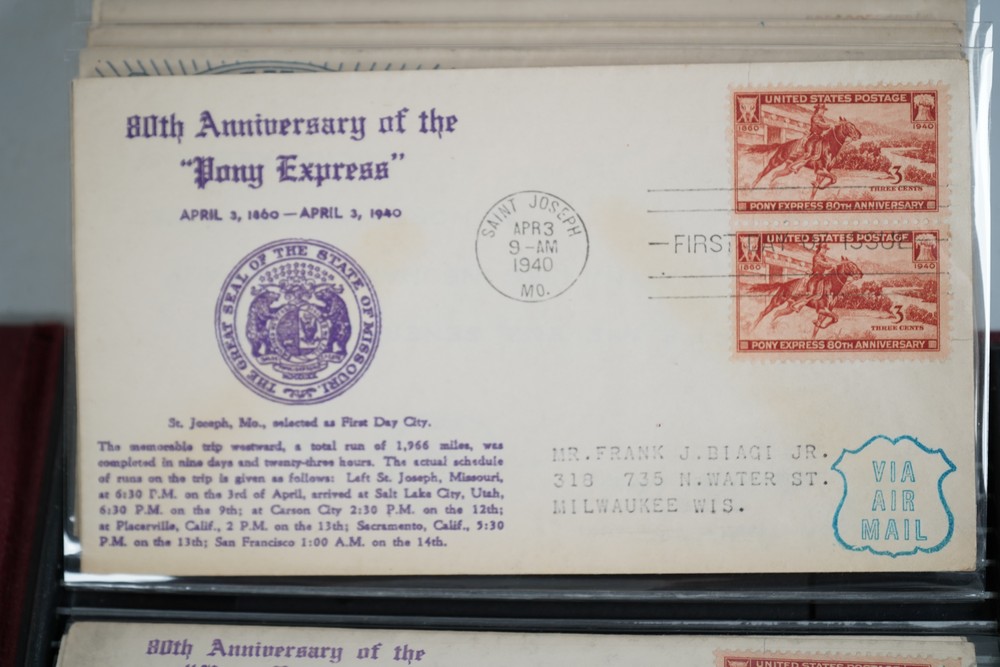 80th Anniversary of the
"Pony Express"
APRIL 3, 1860 — APRIL 3, 1940
THE GREAT SEAL OF THE STATE OF MISSOURI
St. Joseph, Mo., selected as First Day City.
The memorable trip westward, a total run of 1,966 miles, was
completed in nine days and twenty-three hours. The actual schedule
of runs on the trip is given as follows: Left St. Joseph, Missouri,
at 6:30 P.M. on the 3rd of April, arrived at Salt Lake City, Utah,
6:30 P.M. on the 9th; at Carson City 2:30 P.M. on the 12th;
at Placerville, Calif., 2 P.M. on the 13th; Sacramento, Calif., 5:30
P.M. on the 13th; San Francisco 1:00 A.M. on the 14th.
SAINT JOSEPH
APR 3
9-AM
1940
MO.
FIRST DAY OF ISSUE
UNITED STATES POSTAGE
1860 1940
3
THREE CENTS
PONY EXPRESS 80TH ANNIVERSARY
UNITED STATES POSTAGE
1860 1940
3
THREE CENTS
PONY EXPRESS 80TH ANNIVERSARY
MR.FRANK J.BIAGI JR.
318 735 N.WATER ST.
MILWAUKEE WIS.
VIA
AIR
MAIL
80th Anniversary of the
UNITED STATES POSTAGE